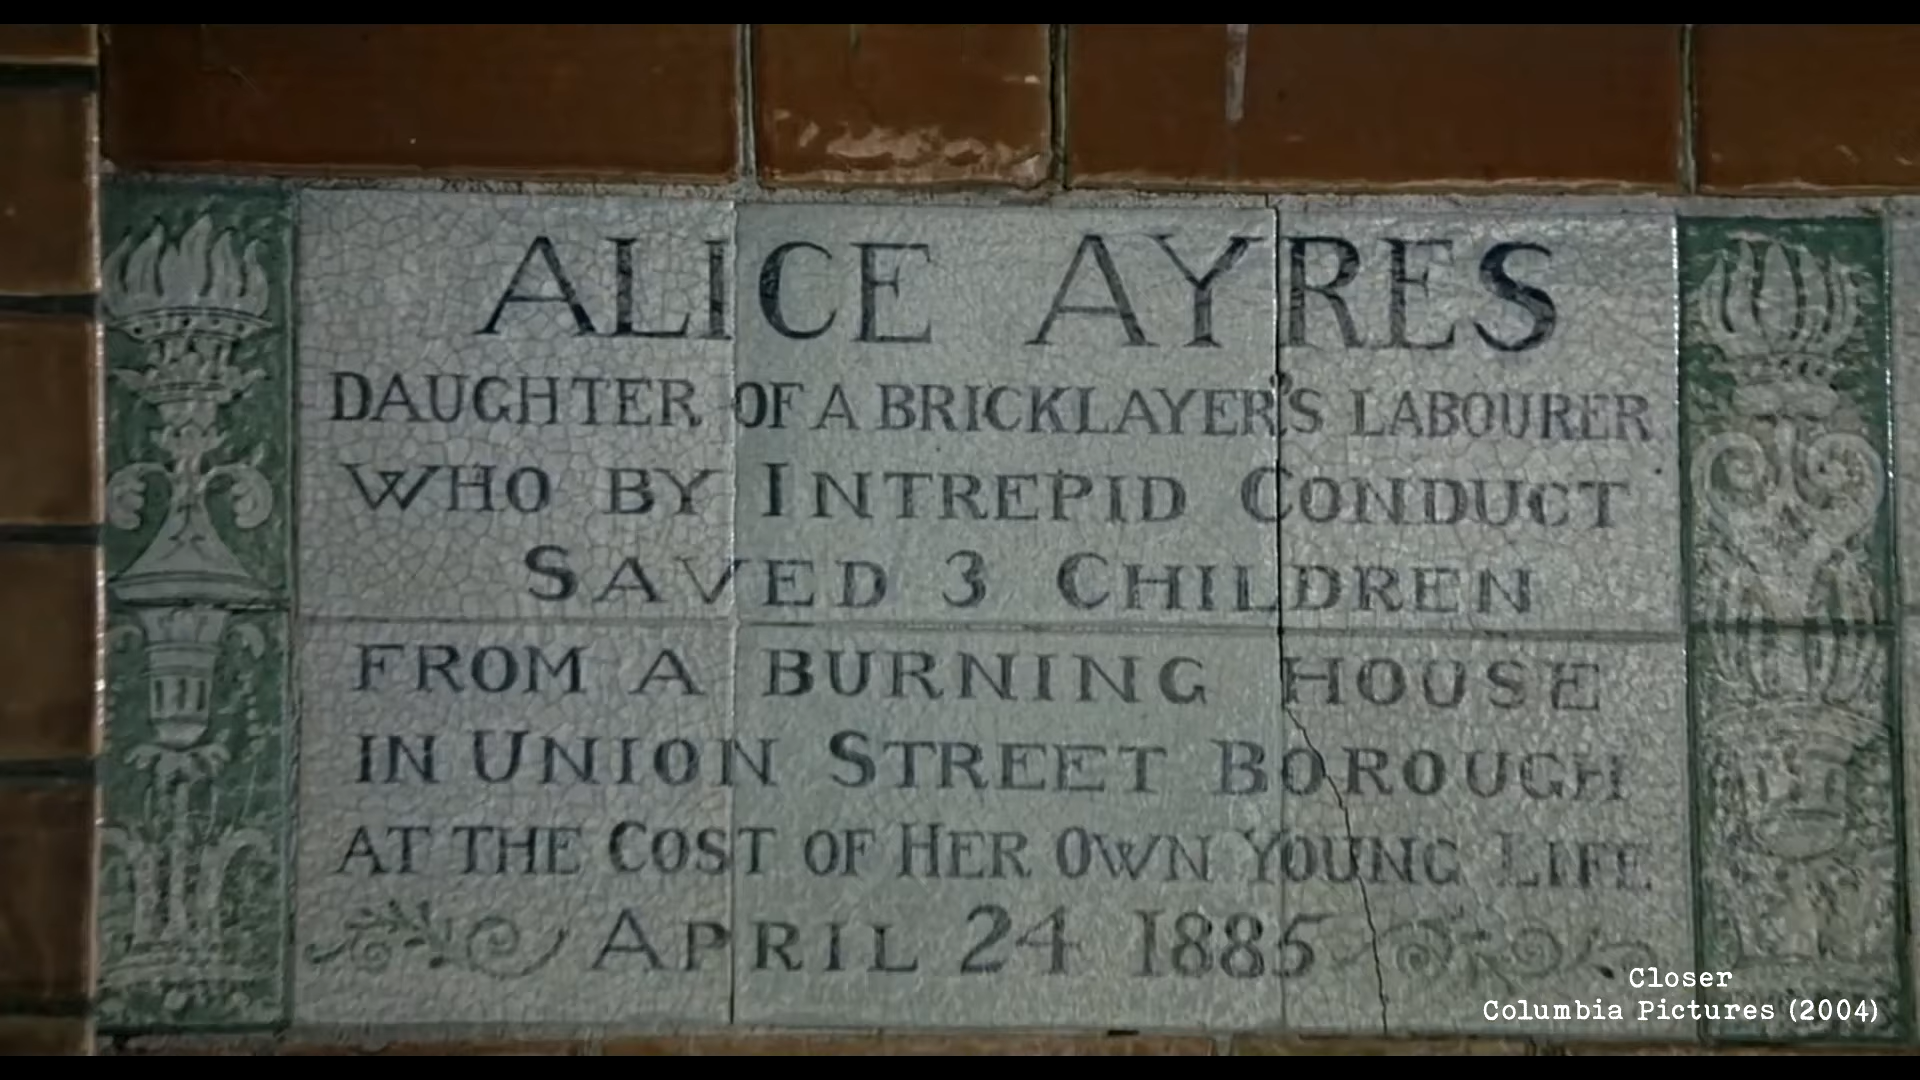 ALICE AYRES
DAUGHTER OF A BRICKLAYER'S LABOURER
WHO BY INTREPID CONDUCT
SAVED 3 CHILDREN
FROM A BURNING HOUSE
IN UNION STREET BOROUGH
AT THE COST OF HER OWN YOUNG LIFE
APRIL 24 1885
Closer
Columbia Pictures (2004)